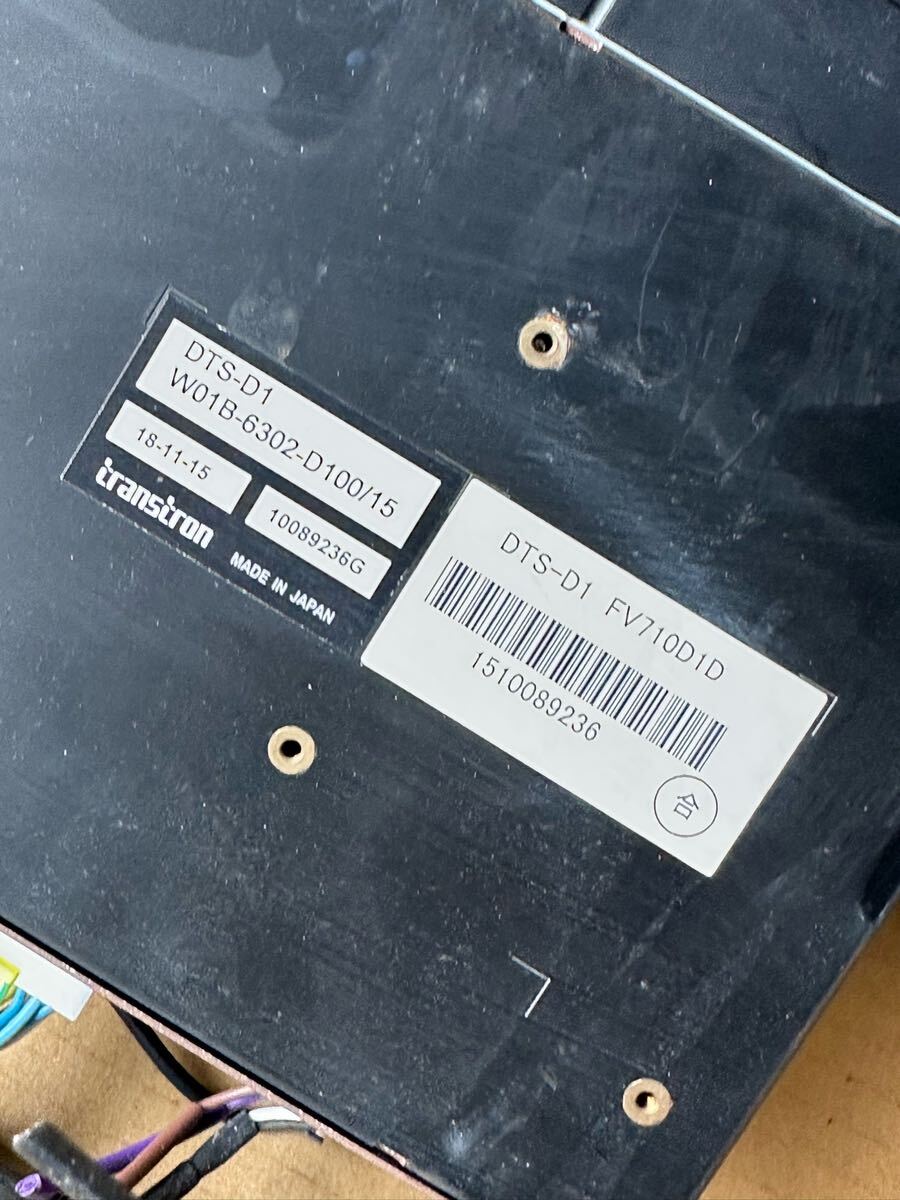 DTS-D1
W01B-6302-D100/15
18-11-15
10089236G
transtron
MADE IN JAPAN
DTS-D1 FV710D1D
1510089236
合